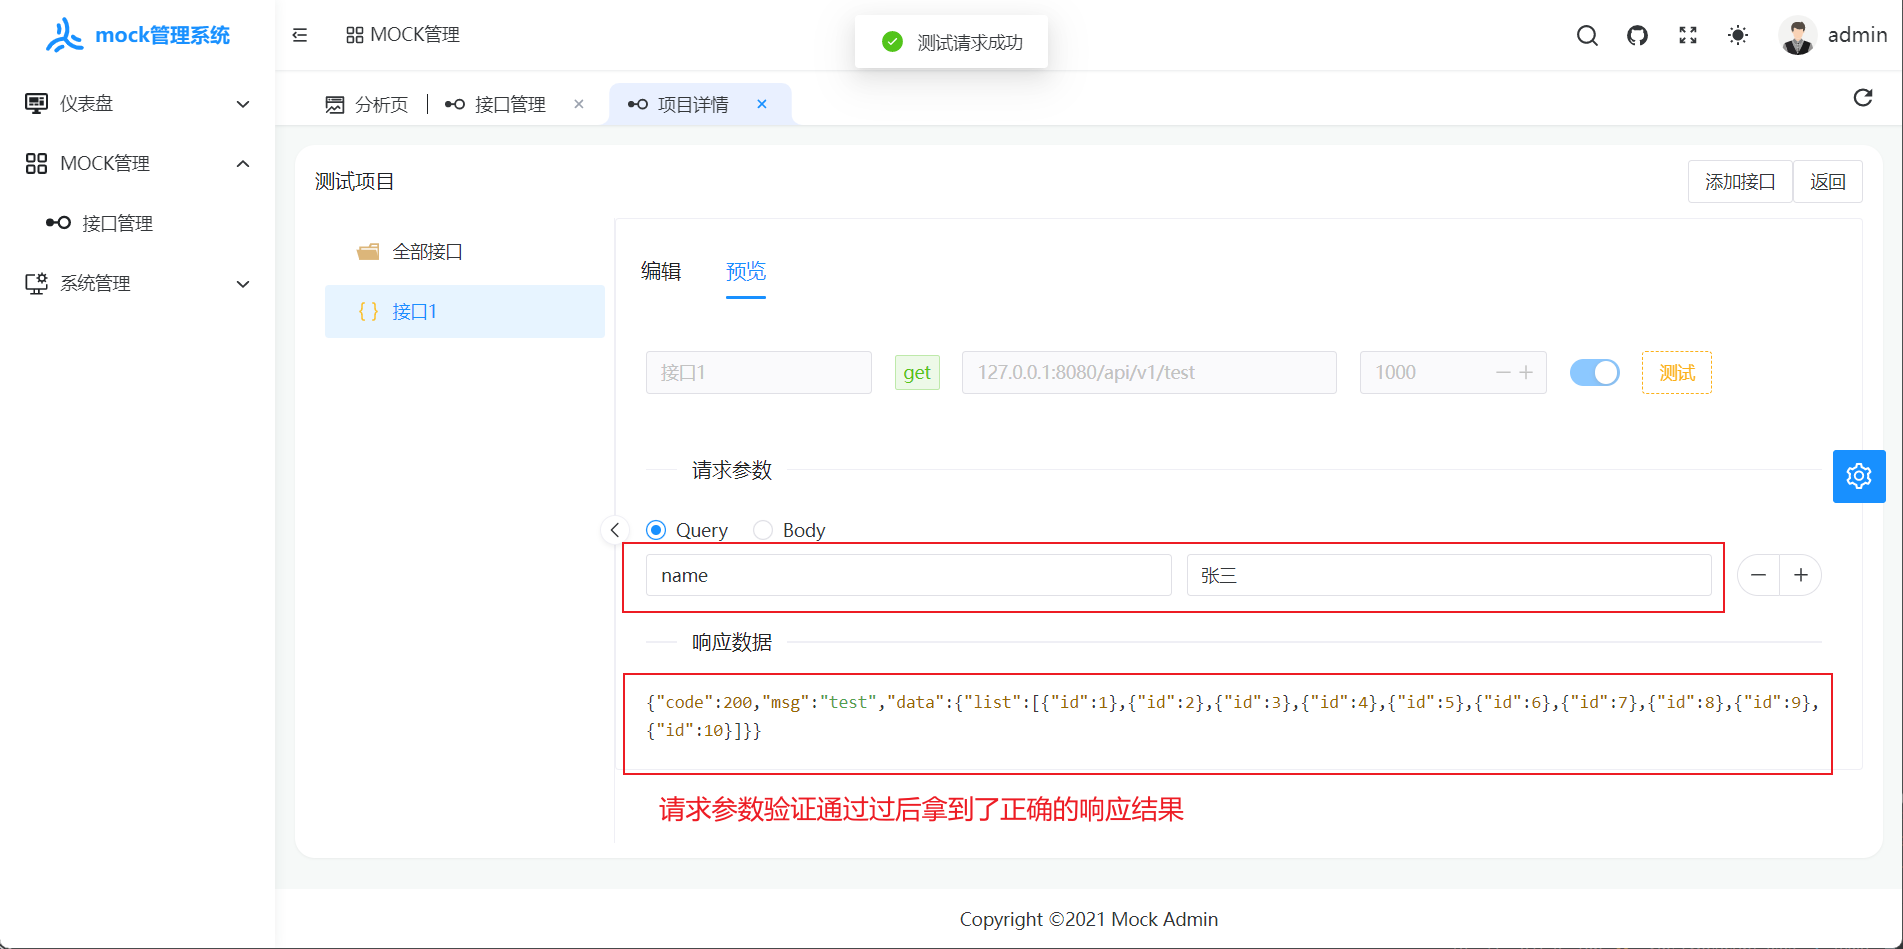 mock管理系统
MOCK管理
测试请求成功
admin
仪表盘
MOCK管理
接口管理
系统管理
分析页
接口管理
项目详情
测试项目
添加接口
返回
全部接口
接口1
编辑
预览
接口1
get
127.0.0.1:8080/api/v1/test
1000
测试
请求参数
Query
Body
name
张三
响应数据
{"code":200,"msg":"test","data":{"list":[{"id":1},{"id":2},{"id":3},{"id":4},{"id":5},{"id":6},{"id":7},{"id":8},{"id":9},
{"id":10}]}}
请求参数验证通过过后拿到了正确的响应结果
Copyright ©2021 Mock Admin